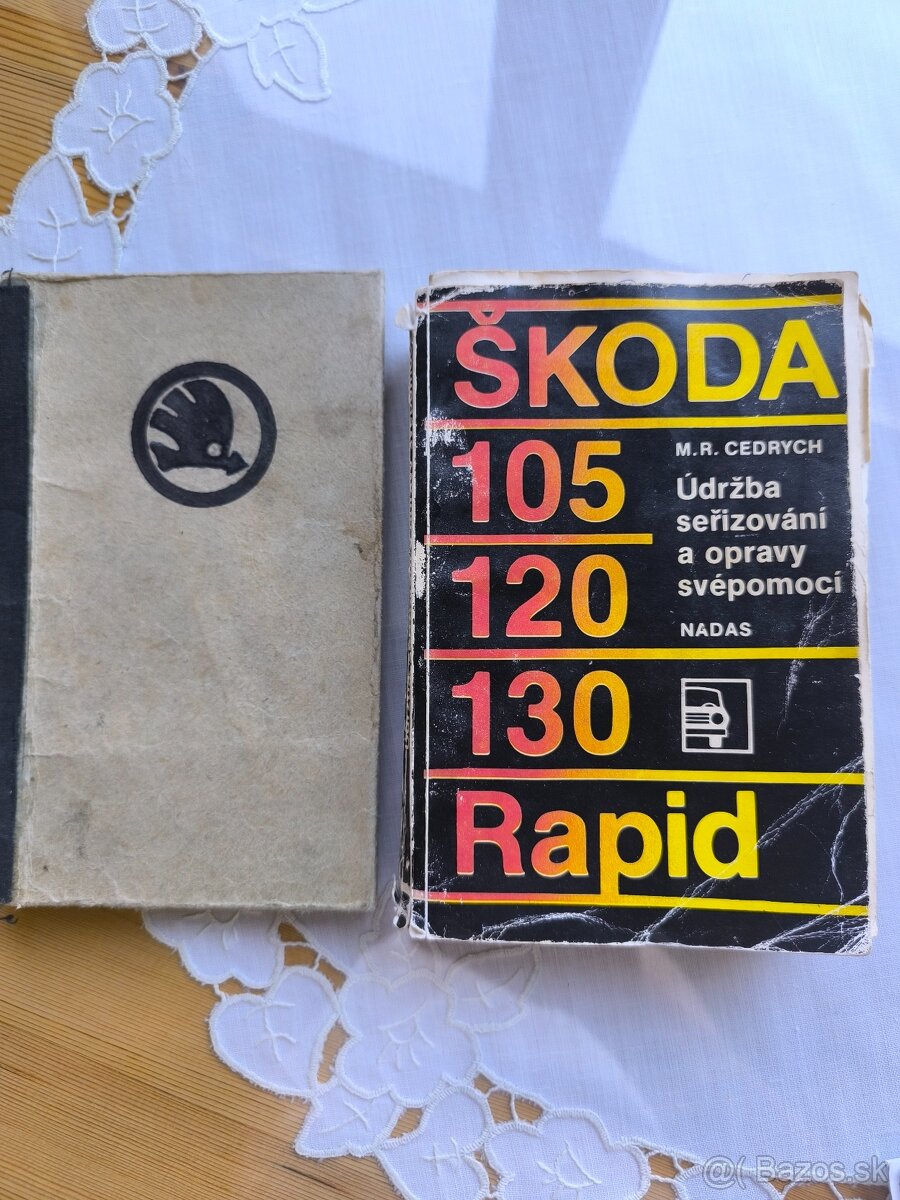 ŠKODA
105
M.R. CEDRYCH
Údržba
seřizování
a opravy
svépomocí
120
NADAS
130
Rapid
@( Bazos.sk